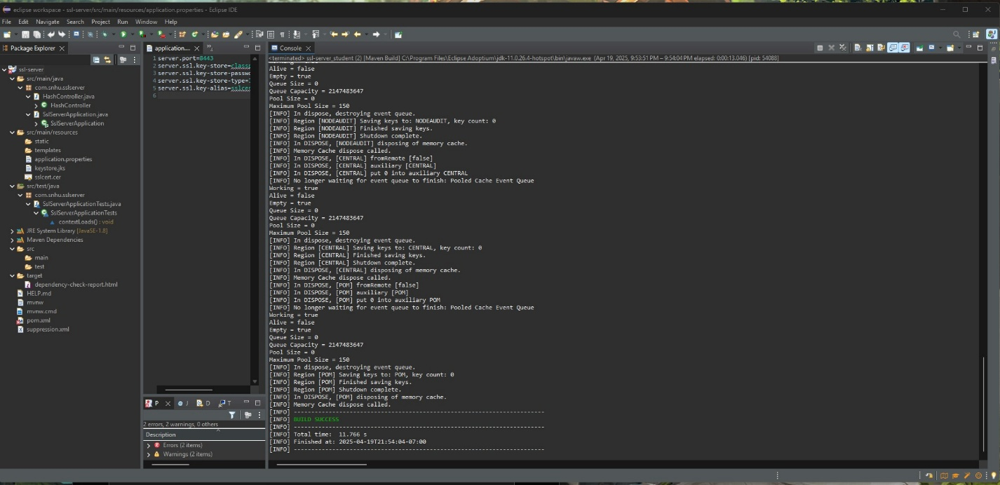 eclipse workspace - ssl-server/src/main/resources/application.properties - Eclipse IDE
File Edit Navigate Search Project Run Window Help
Package Explorer
ssl-server
src/main/java
com.snhu.sslserver
HashController.java
HashController
SslServerApplication.java
SslServerApplication
src/main/resources
static
templates
application.properties
keystore.jks
sslcert.cer
src/test/java
com.snhu.sslserver
SslServerApplicationTests.java
SslServerApplicationTests
contextLoads() : void
JRE System Library [JavaSE-1.8]
Maven Dependencies
src
main
test
target
dependency-check-report.html
HELP.md
mvnw
mvnw.cmd
pom.xml
suppression.xml
application....
1 server.port=8443
2 server.ssl.key-store=classp
3 server.ssl.key-store-passwo
4 server.ssl.key-store-type=
5 server.ssl.key-alias=sslcer
6
P J D T
2 errors, 2 warnings, 0 others
Description
Errors (2 items)
Warnings (2 items)
Console
<terminated> ssl-server_student (2) [Maven Build] C:\Program Files\Eclipse Adoptium\jdk-11.0.26.4-hotspot\bin\javaw.exe (Apr 19, 2025, 9:53:51 PM – 9:54:04 PM elapsed: 0:00:13.046) [pid: 54088]
Alive = false
Empty = true
Queue Size = 0
Queue Capacity = 2147483647
Pool Size = 0
Maximum Pool Size = 150
[INFO] In dispose, destroying event queue.
[INFO] Region [NODEAUDIT] Saving keys to: NODEAUDIT, key count: 0
[INFO] Region [NODEAUDIT] Finished saving keys.
[INFO] Region [NODEAUDIT] Shutdown complete.
[INFO] In DISPOSE, [NODEAUDIT] disposing of memory cache.
[INFO] Memory Cache dispose called.
[INFO] In DISPOSE, [CENTRAL] fromRemote [false]
[INFO] In DISPOSE, [CENTRAL] auxiliary [CENTRAL]
[INFO] In DISPOSE, [CENTRAL] put 0 into auxiliary CENTRAL
[INFO] No longer waiting for event queue to finish: Pooled Cache Event Queue
Working = true
Alive = false
Empty = true
Queue Size = 0
Queue Capacity = 2147483647
Pool Size = 0
Maximum Pool Size = 150
[INFO] In dispose, destroying event queue.
[INFO] Region [CENTRAL] Saving keys to: CENTRAL, key count: 0
[INFO] Region [CENTRAL] Finished saving keys.
[INFO] Region [CENTRAL] Shutdown complete.
[INFO] In DISPOSE, [CENTRAL] disposing of memory cache.
[INFO] Memory Cache dispose called.
[INFO] In DISPOSE, [POM] fromRemote [false]
[INFO] In DISPOSE, [POM] auxiliary [POM]
[INFO] In DISPOSE, [POM] put 0 into auxiliary POM
[INFO] No longer waiting for event queue to finish: Pooled Cache Event Queue
Working = true
Alive = false
Empty = true
Queue Size = 0
Queue Capacity = 2147483647
Pool Size = 0
Maximum Pool Size = 150
[INFO] In dispose, destroying event queue.
[INFO] Region [POM] Saving keys to: POM, key count: 0
[INFO] Region [POM] Finished saving keys.
[INFO] Region [POM] Shutdown complete.
[INFO] In DISPOSE, [POM] disposing of memory cache.
[INFO] Memory Cache dispose called.
[INFO] ------------------------------------------------------------------------
[INFO] BUILD SUCCESS
[INFO] ------------------------------------------------------------------------
[INFO] Total time:  11.766 s
[INFO] Finished at: 2025-04-19T21:54:04-07:00
[INFO] ------------------------------------------------------------------------